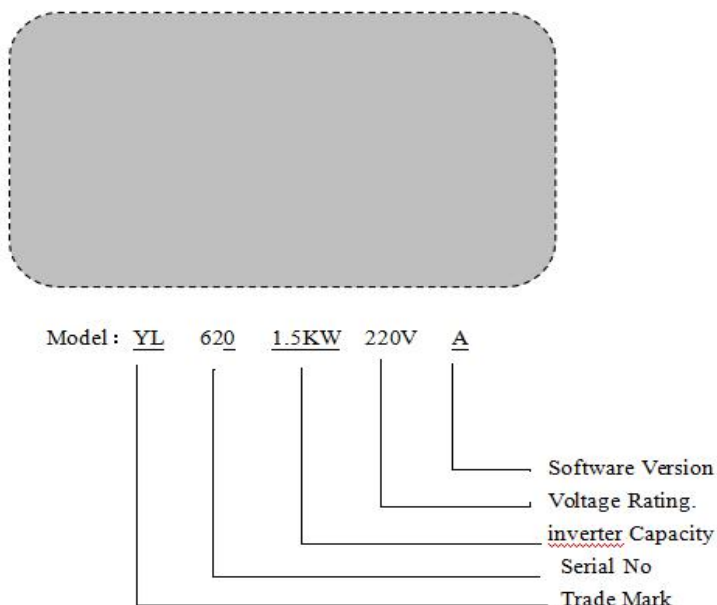 Model： YL 620 1.5KW 220V A
Software Version
Voltage Rating.
inverter Capacity
Serial No
Trade Mark